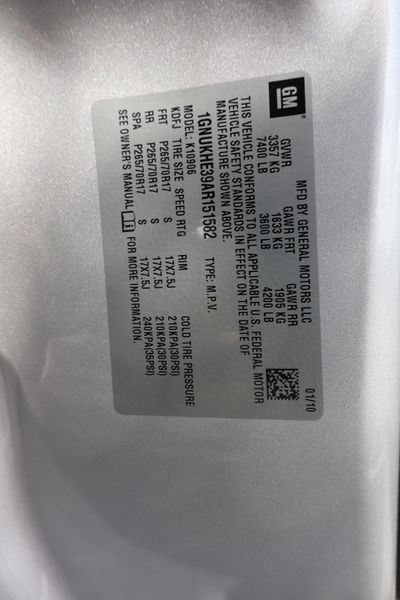 GM
MFD BY GENERAL MOTORS LLC
01/10
GVWR GAWR FRT GAWR RR
3357 KG 1633 KG 1905 KG
7400 LB 3600 LB 4200 LB
THIS VEHICLE CONFORMS TO ALL APPLICABLE U.S. FEDERAL MOTOR
VEHICLE SAFETY STANDARDS IN EFFECT ON THE DATE OF
MANUFACTURE SHOWN ABOVE.
1GNUKHE39AR151582 TYPE: M.P.V.
MODEL: K10906
KDFJ TIRE SIZE SPEED RTG RIM COLD TIRE PRESSURE
FRT P265/70R17 S 17X7.5J 210KPA(30PSI)
RR P265/70R17 S 17X7.5J 210KPA(30PSI)
SPA P265/70R17 S 17X7.5J 240KPA(35PSI)
SEE OWNER'S MANUAL FOR MORE INFORMATION.